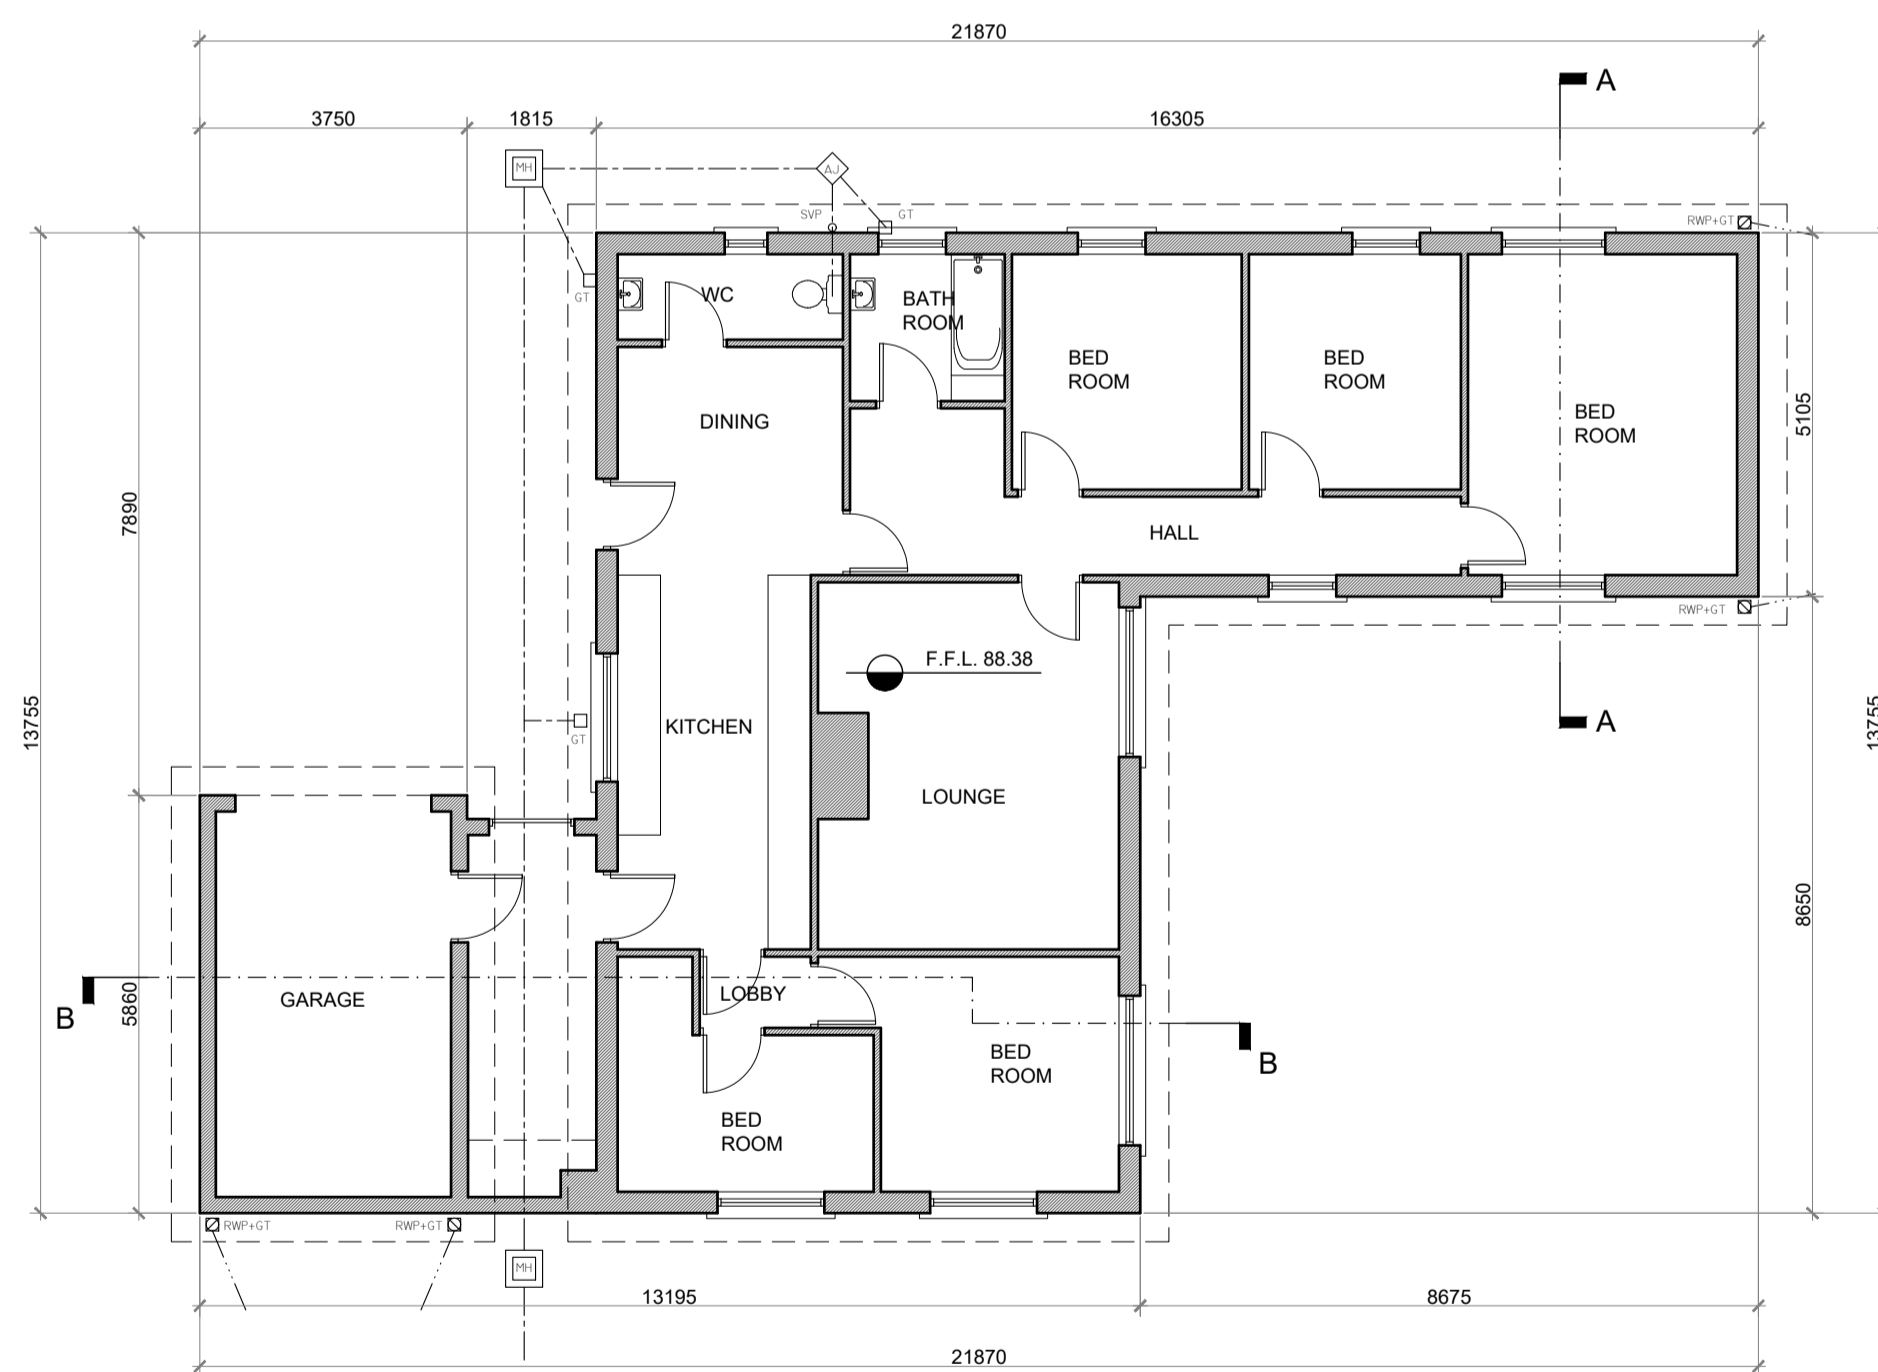 21870
A
3750
1815
16305
MH
AJ
SVP
GT
RWP+GT
GT
WC
BATH
ROOM
BED
ROOM
BED
ROOM
BED
ROOM
5105
DINING
7890
HALL
RWP+GT
F.F.L. 88.38
13755
GT
KITCHEN
A
13755
LOUNGE
8650
B
GARAGE
5860
LOBBY
BED
ROOM
B
BED
ROOM
RWP+GT
RWP+GT
MH
13195
8675
21870